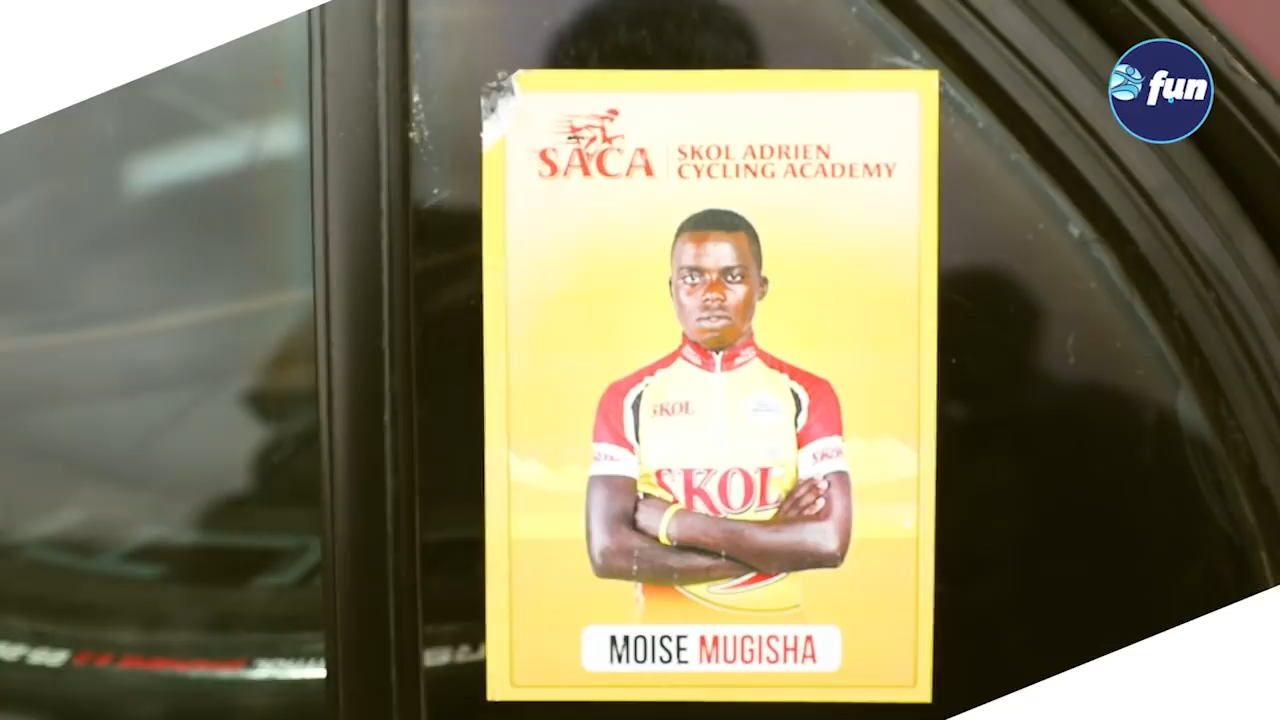 fun
SACA
SKOL ADRIEN
CYCLING ACADEMY
SKOL
SKOL
SKOL
MOISE MUGISHA